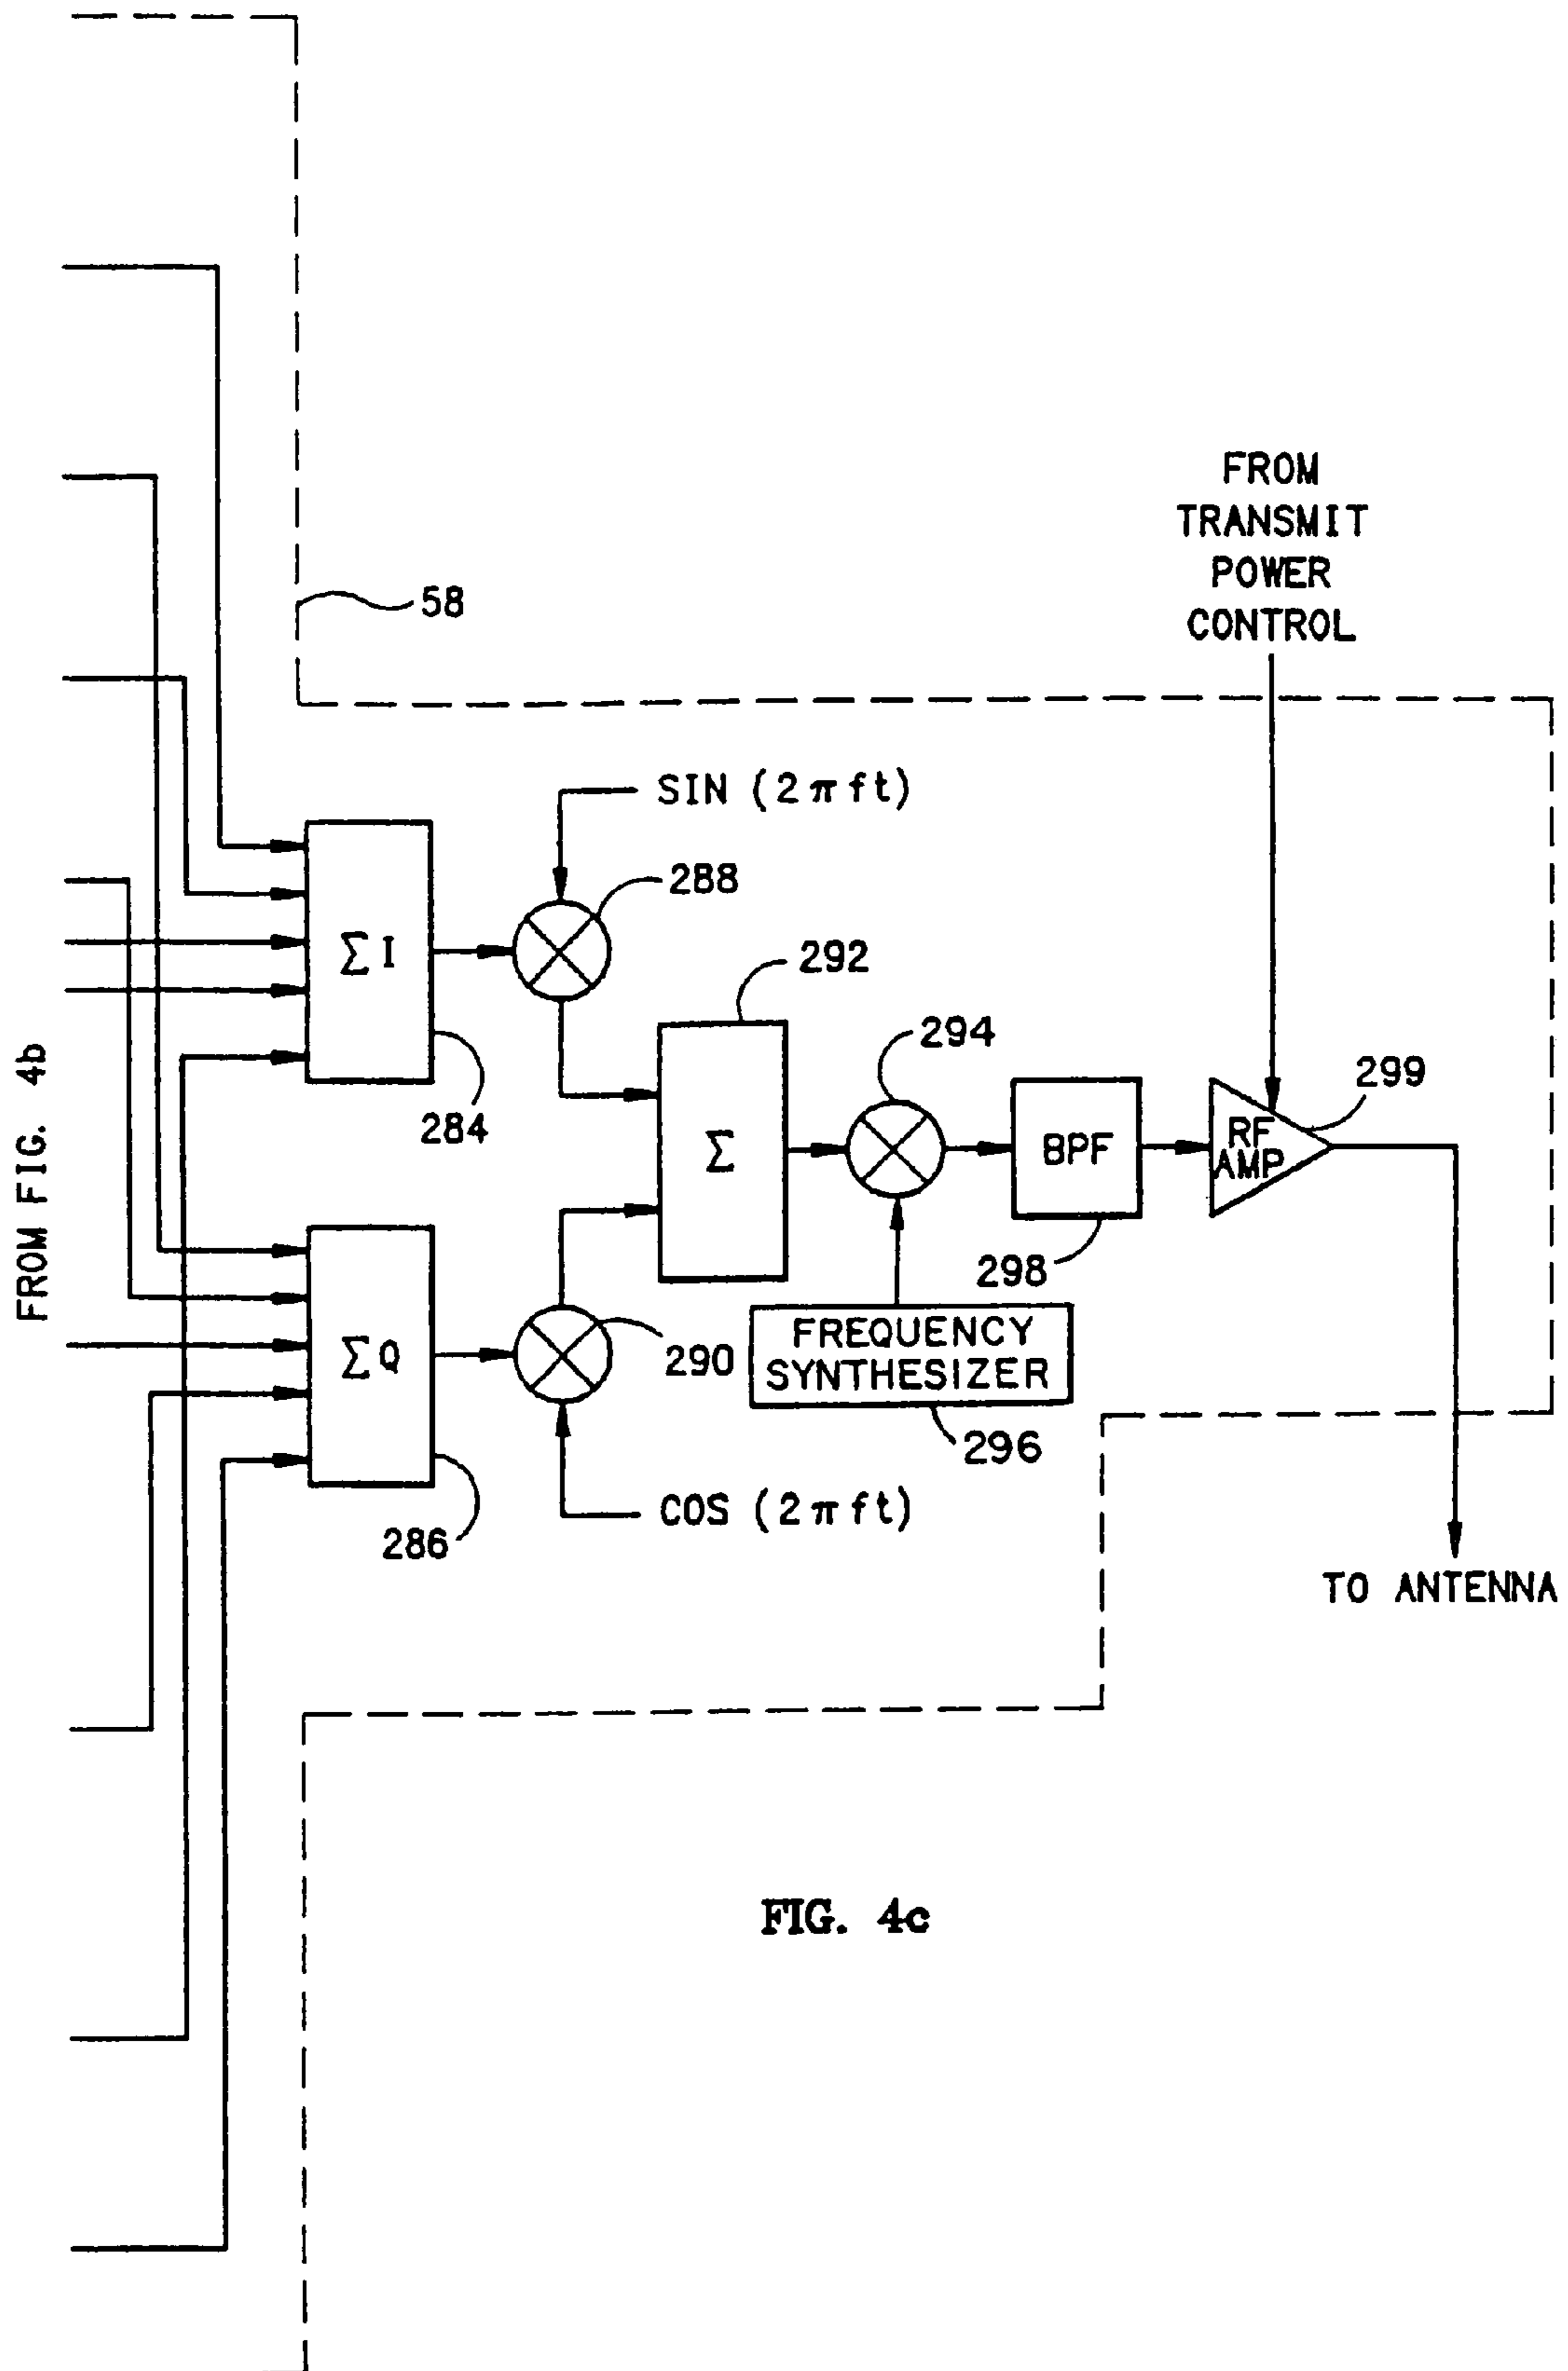 FROM
TRANSMIT
POWER
CONTROL
58
SIN (2πft)
288
ΣI
292
284
294
299
FROM FIG. 4b
Σ
BPF
RF
AMP
298
ΣQ
290
FREQUENCY
SYNTHESIZER
296
COS (2πft)
286
TO ANTENNA
FIG. 4c